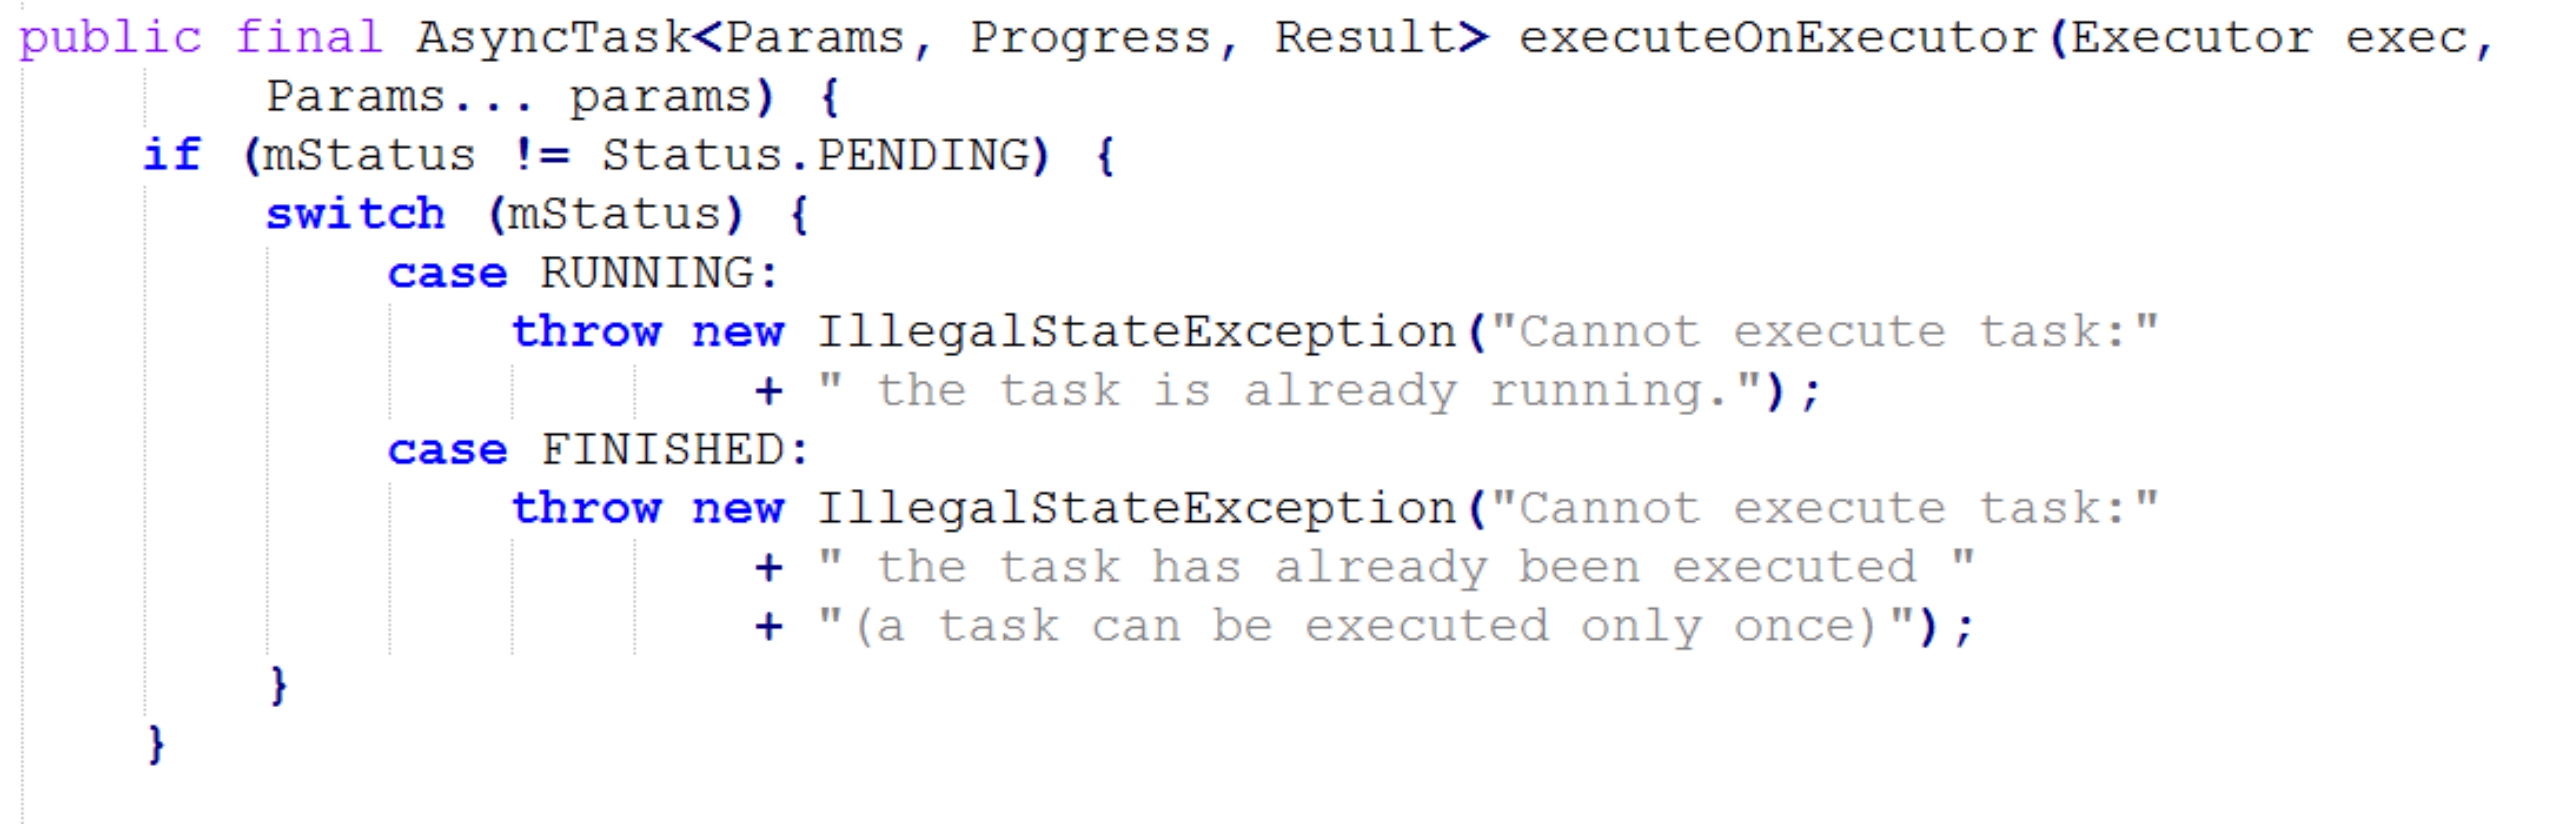 public final AsyncTask<Params, Progress, Result> executeOnExecutor(Executor exec,
        Params... params) {
    if (mStatus != Status.PENDING) {
        switch (mStatus) {
            case RUNNING:
                throw new IllegalStateException("Cannot execute task:"
                        + " the task is already running.");
            case FINISHED:
                throw new IllegalStateException("Cannot execute task:"
                        + " the task has already been executed "
                        + "(a task can be executed only once)");
        }
    }